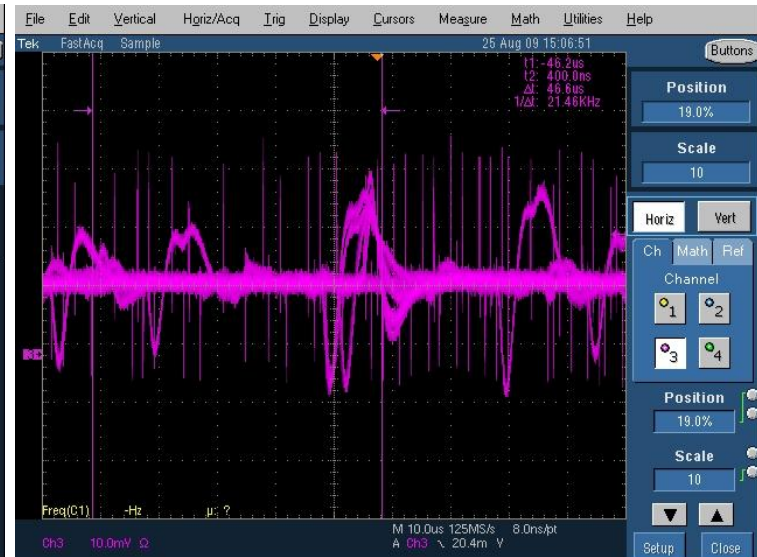 File Edit Vertical Horiz/Acq Trig Display Cursors Measure Math Utilities Help
Tek FastAcq Sample 25 Aug 09 15:06:51 Buttons
t1: -46.2us
t2: 400.0ns
Δt: 46.6us
1/Δt: 21.46KHz
Position
19.0%
Scale
10
Horiz Vert
Ch Math Ref
Channel
1 2
3 4
3
Position
19.0%
Scale
10
Freq(C1) -Hz µ: ?
Ch3 10.0mV Ω
M 10.0us 125MS/s 8.0ns/pt
A Ch3 \ 20.4m V
Setup Close